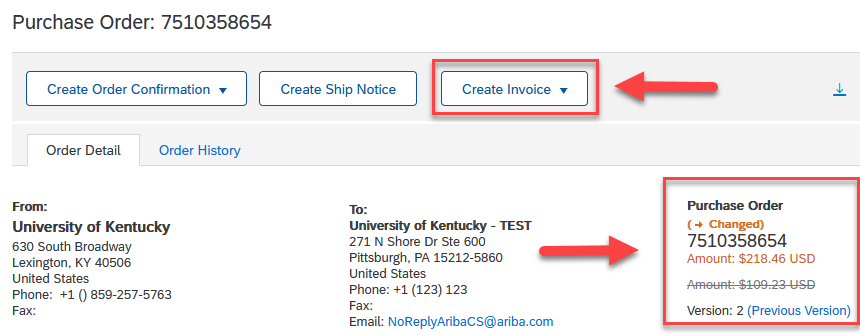 Purchase Order: 7510358654
Create Order Confirmation
Create Ship Notice
Create Invoice
Order Detail
Order History
From:
University of Kentucky
630 South Broadway
Lexington, KY 40506
United States
Phone: +1 () 859-257-5763
Fax:
To:
University of Kentucky - TEST
271 N Shore Dr Ste 600
Pittsburgh, PA 15212-5860
United States
Phone: +1 (123) 123
Fax:
Email: NoReplyAribaCS@ariba.com
Purchase Order
(➔ Changed)
7510358654
Amount: $218.46 USD
Amount: $109.23 USD
Version: 2 (Previous Version)